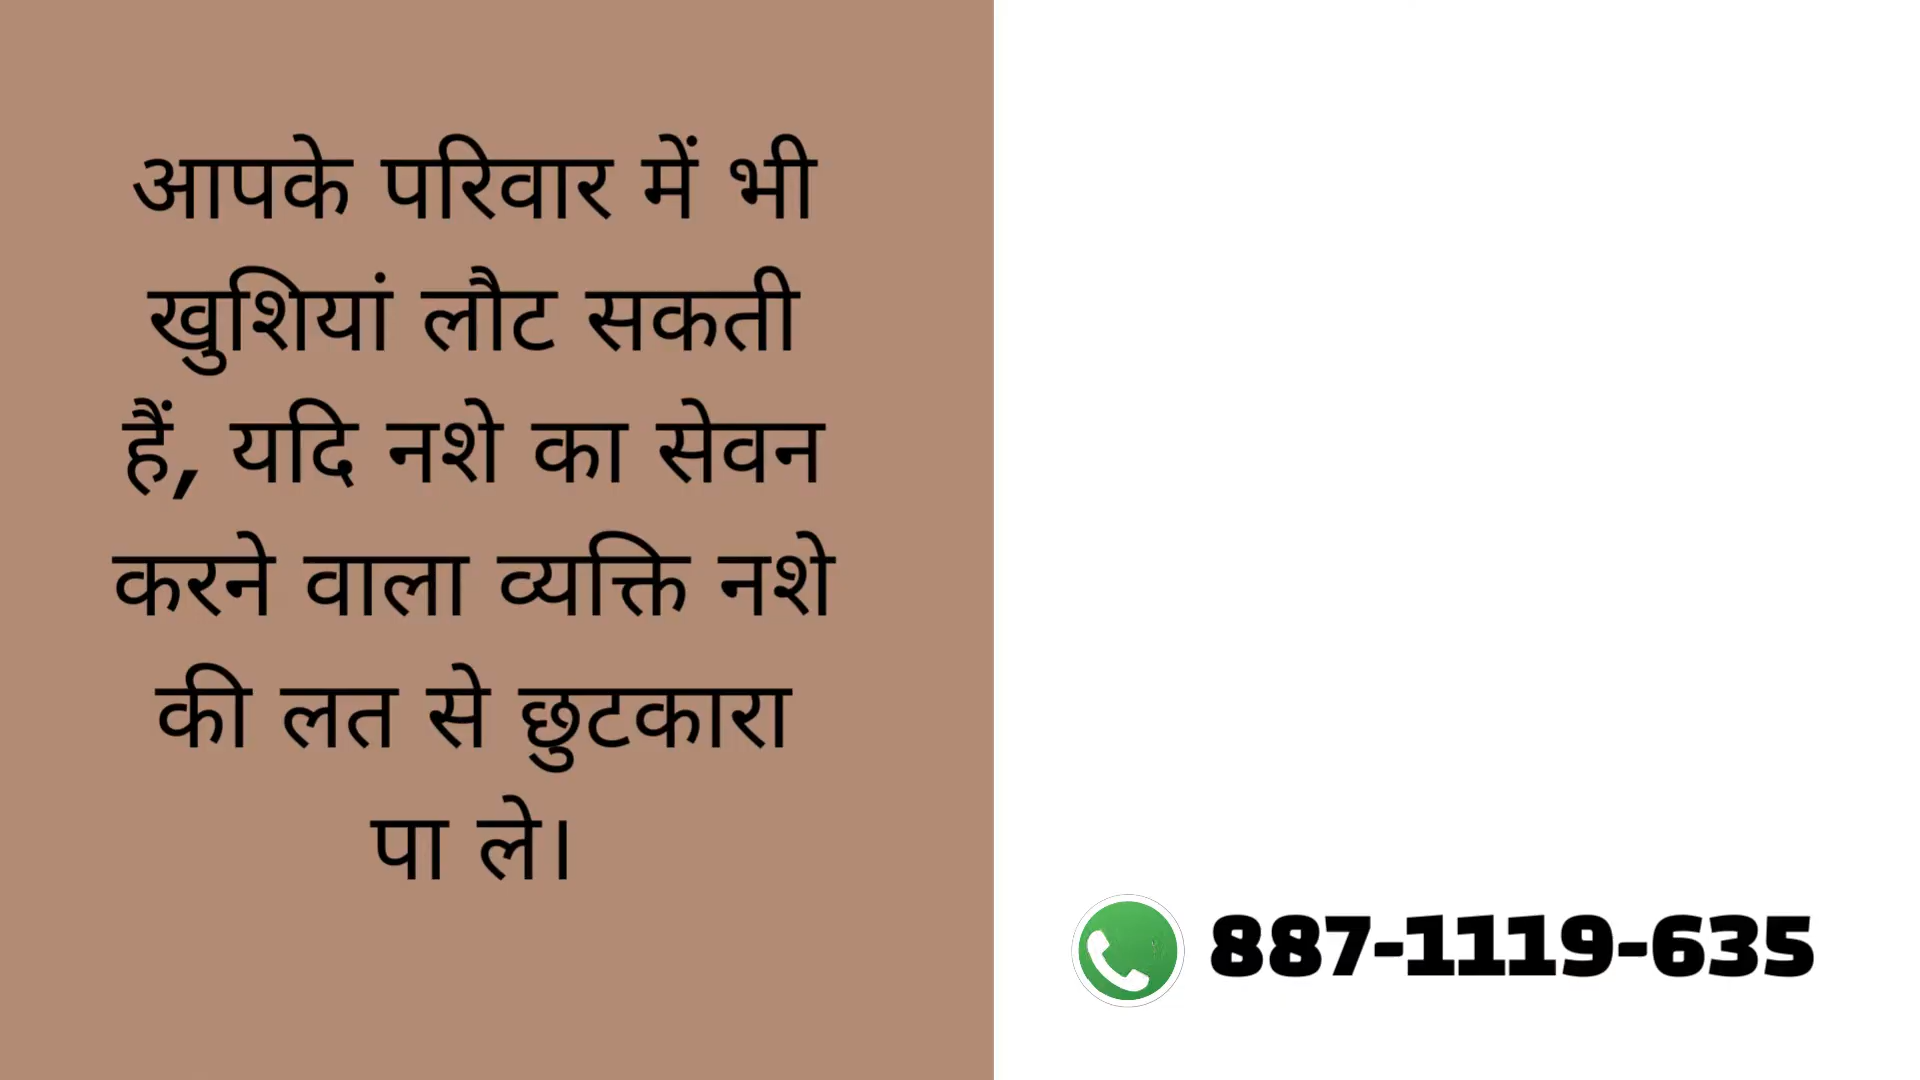 आपके परिवार में भी
खुशियां लौट सकती
हैं, यदि नशे का सेवन
करने वाला व्यक्ति नशे
की लत से छुटकारा
पा ले।
887-1119-635